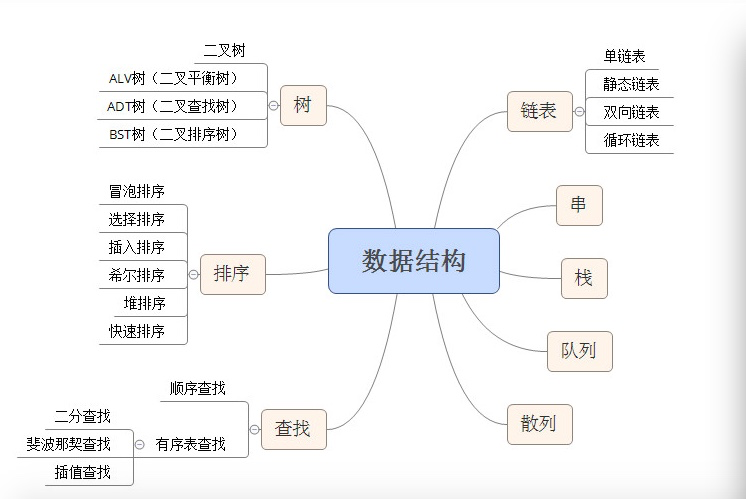 数据结构
树
二叉树
ALV树（二叉平衡树）
ADT树（二叉查找树）
BST树（二叉排序树）
排序
冒泡排序
选择排序
插入排序
希尔排序
堆排序
快速排序
查找
顺序查找
有序表查找
二分查找
斐波那契查找
插值查找
链表
单链表
静态链表
双向链表
循环链表
串
栈
队列
散列